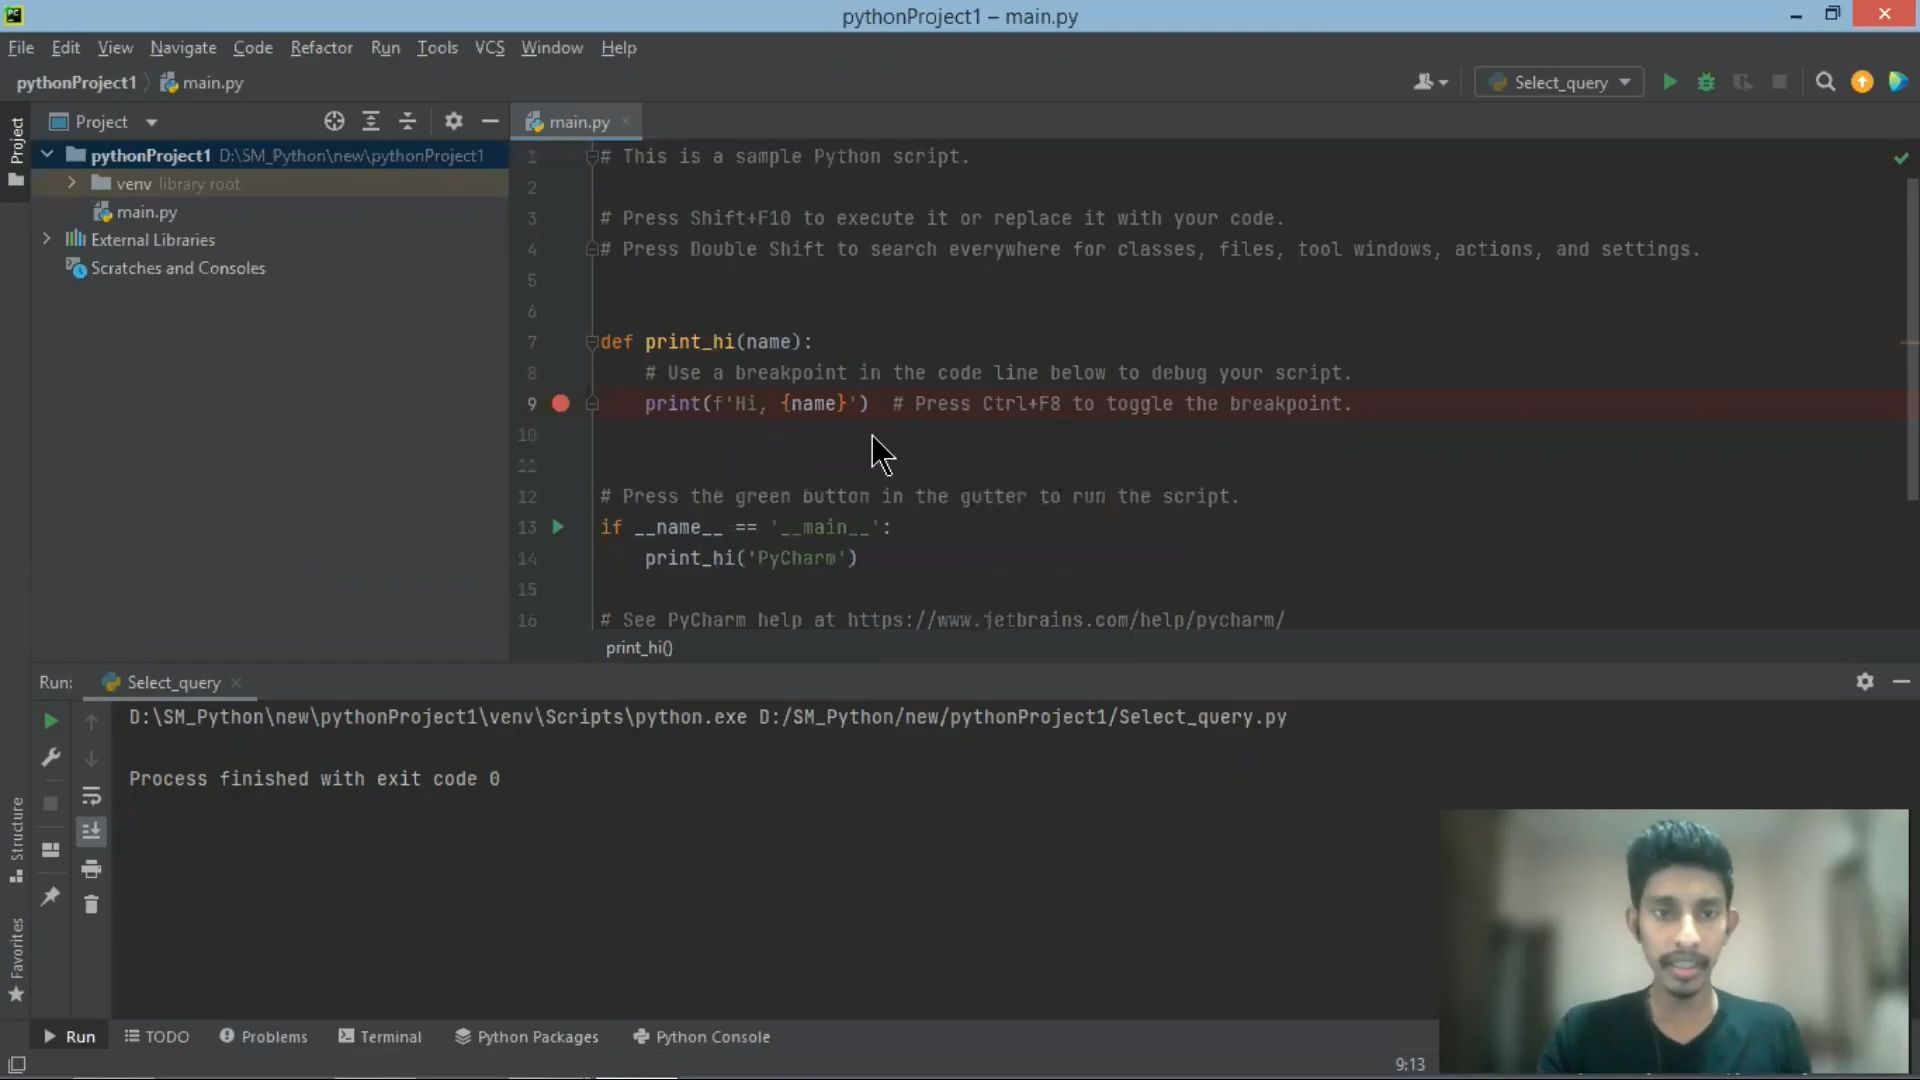 PC
pythonProject1 – main.py
File Edit View Navigate Code Refactor Run Tools VCS Window Help
pythonProject1 main.py
Select_query
Project
Project
main.py
pythonProject1 D:\SM_Python\new\pythonProject1
venv library root
main.py
External Libraries
Scratches and Consoles
1 # This is a sample Python script.
2
3 # Press Shift+F10 to execute it or replace it with your code.
4 # Press Double Shift to search everywhere for classes, files, tool windows, actions, and settings.
5
6
7 def print_hi(name):
8 # Use a breakpoint in the code line below to debug your script.
9 print(f'Hi, {name}') # Press Ctrl+F8 to toggle the breakpoint.
10
11
12 # Press the green button in the gutter to run the script.
13 if __name__ == '__main__':
14 print_hi('PyCharm')
15
16 # See PyCharm help at https://www.jetbrains.com/help/pycharm/
print_hi()
Run: Select_query
D:\SM_Python\new\pythonProject1\venv\Scripts\python.exe D:/SM_Python/new/pythonProject1/Select_query.py
Process finished with exit code 0
Structure
Favorites
Run TODO Problems Terminal Python Packages Python Console
9:13